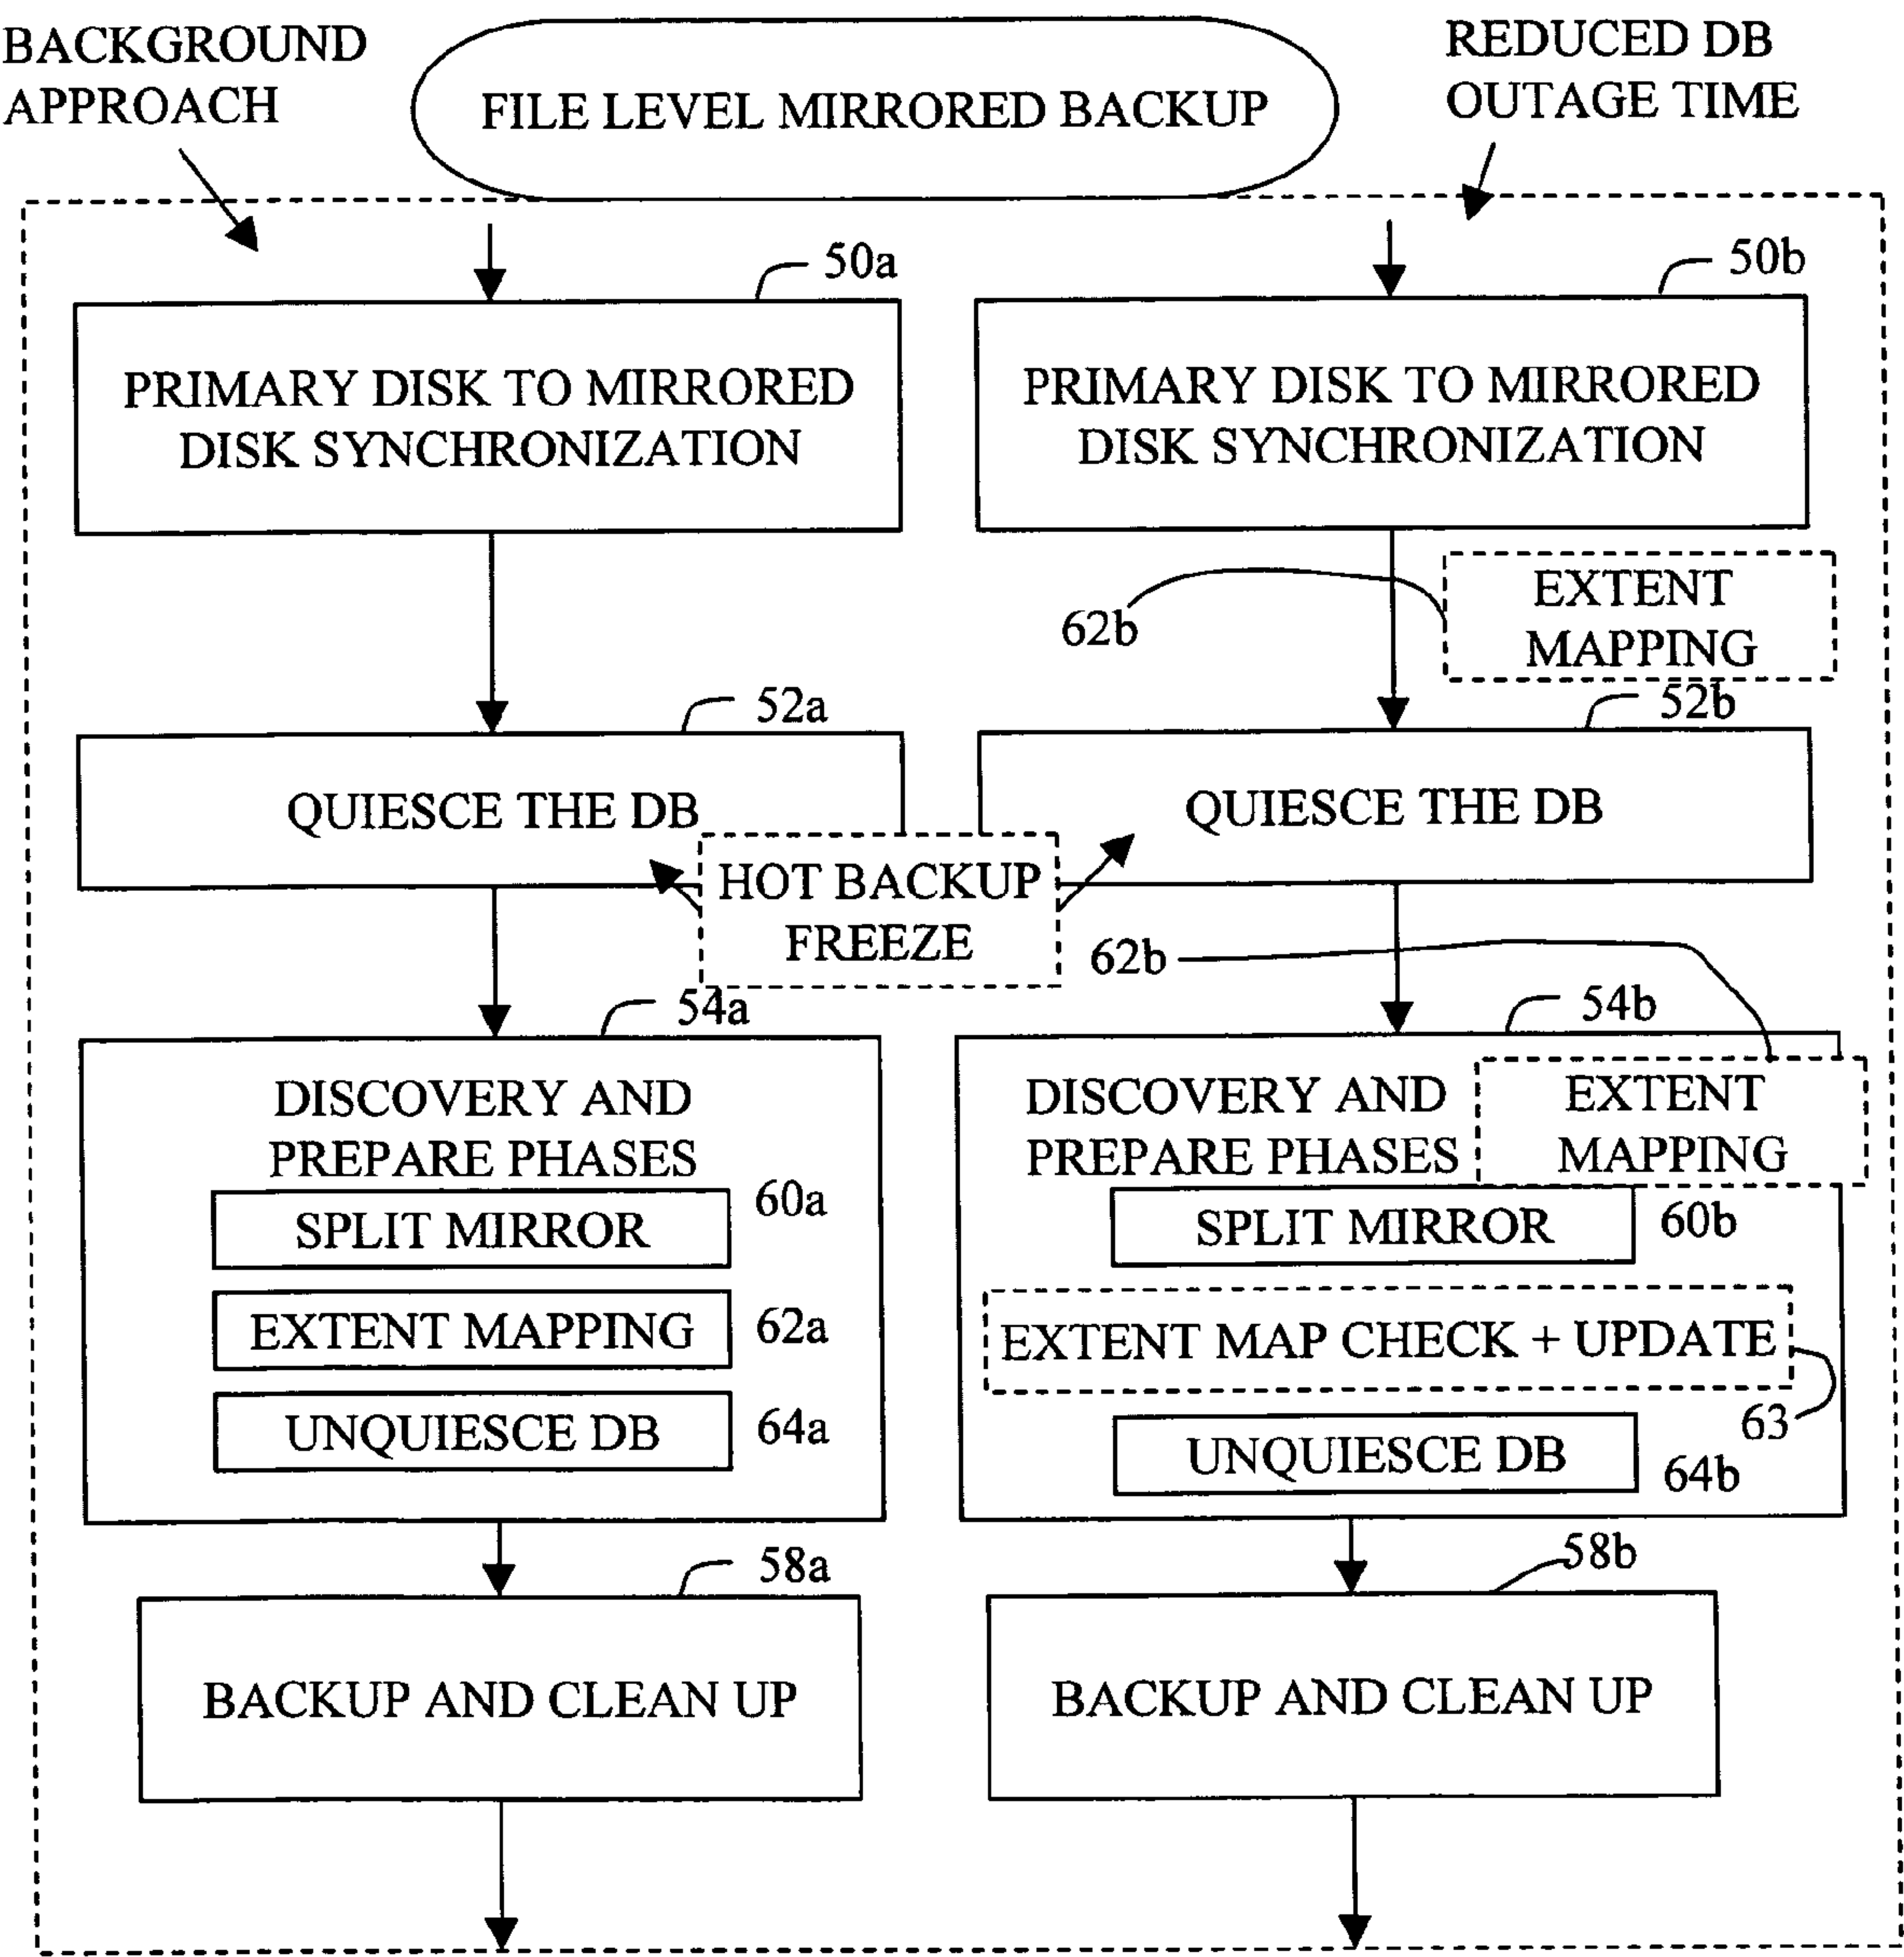 BACKGROUND
APPROACH
FILE LEVEL MIRRORED BACKUP
REDUCED DB
OUTAGE TIME
50a
50b
PRIMARY DISK TO MIRRORED
DISK SYNCHRONIZATION
PRIMARY DISK TO MIRRORED
DISK SYNCHRONIZATION
62b
EXTENT
MAPPING
52a
52b
QUIESCE THE DB
QUIESCE THE DB
HOT BACKUP
FREEZE
62b
54a
54b
DISCOVERY AND
PREPARE PHASES
60a
SPLIT MIRROR
EXTENT MAPPING
62a
UNQUIESCE DB
64a
DISCOVERY AND
PREPARE PHASES
EXTENT
MAPPING
SPLIT MIRROR
60b
EXTENT MAP CHECK + UPDATE
63
UNQUIESCE DB
64b
58a
58b
BACKUP AND CLEAN UP
BACKUP AND CLEAN UP